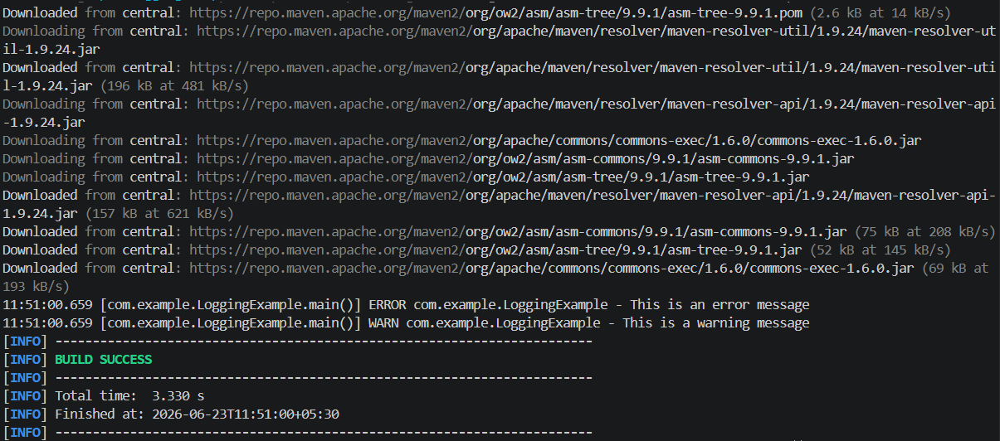 Downloaded from central: https://repo.maven.apache.org/maven2/org/ow2/asm/asm-tree/9.9.1/asm-tree-9.9.1.pom (2.6 kB at 14 kB/s)
Downloading from central: https://repo.maven.apache.org/maven2/org/apache/maven/resolver/maven-resolver-util/1.9.24/maven-resolver-ut
il-1.9.24.jar
Downloaded from central: https://repo.maven.apache.org/maven2/org/apache/maven/resolver/maven-resolver-util/1.9.24/maven-resolver-uti
l-1.9.24.jar (196 kB at 481 kB/s)
Downloading from central: https://repo.maven.apache.org/maven2/org/apache/maven/resolver/maven-resolver-api/1.9.24/maven-resolver-api
-1.9.24.jar
Downloading from central: https://repo.maven.apache.org/maven2/org/apache/commons/commons-exec/1.6.0/commons-exec-1.6.0.jar
Downloading from central: https://repo.maven.apache.org/maven2/org/ow2/asm/asm-commons/9.9.1/asm-commons-9.9.1.jar
Downloading from central: https://repo.maven.apache.org/maven2/org/ow2/asm/asm-tree/9.9.1/asm-tree-9.9.1.jar
Downloaded from central: https://repo.maven.apache.org/maven2/org/apache/maven/resolver/maven-resolver-api/1.9.24/maven-resolver-api-
1.9.24.jar (157 kB at 621 kB/s)
Downloaded from central: https://repo.maven.apache.org/maven2/org/ow2/asm/asm-commons/9.9.1/asm-commons-9.9.1.jar (75 kB at 208 kB/s)
Downloaded from central: https://repo.maven.apache.org/maven2/org/ow2/asm/asm-tree/9.9.1/asm-tree-9.9.1.jar (52 kB at 145 kB/s)
Downloaded from central: https://repo.maven.apache.org/maven2/org/apache/commons/commons-exec/1.6.0/commons-exec-1.6.0.jar (69 kB at
193 kB/s)
11:51:00.659 [com.example.LoggingExample.main()] ERROR com.example.LoggingExample - This is an error message
11:51:00.659 [com.example.LoggingExample.main()] WARN com.example.LoggingExample - This is a warning message
[INFO] ------------------------------------------------------------------------
[INFO] BUILD SUCCESS
[INFO] ------------------------------------------------------------------------
[INFO] Total time:  3.330 s
[INFO] Finished at: 2026-06-23T11:51:00+05:30
[INFO] ------------------------------------------------------------------------